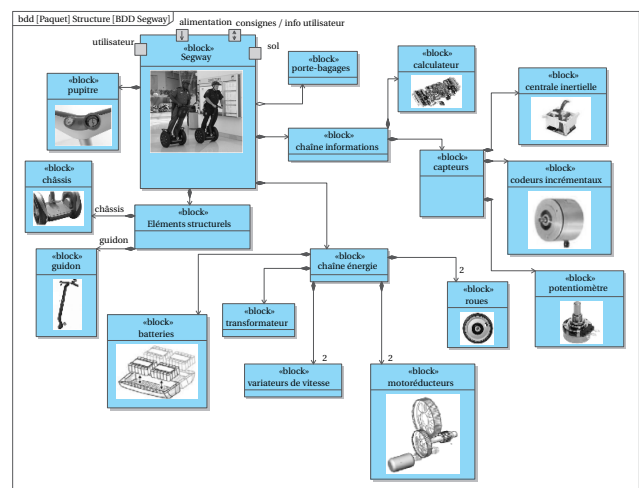 bdd [Paquet] Structure [BDD Segway]
alimentation
consignes / info utilisateur
utilisateur
sol
«block»
Segway
«block»
pupitre
«block»
porte-bagages
«block»
calculateur
«block»
centrale inertielle
«block»
chaîne informations
«block»
capteurs
«block»
codeurs incrémentaux
«block»
châssis
châssis
«block»
Eléments structurels
guidon
«block»
guidon
«block»
chaîne énergie
2
«block»
roues
«block»
potentiomètre
«block»
batteries
«block»
transformateur
2
2
«block»
variateurs de vitesse
«block»
motoréducteurs